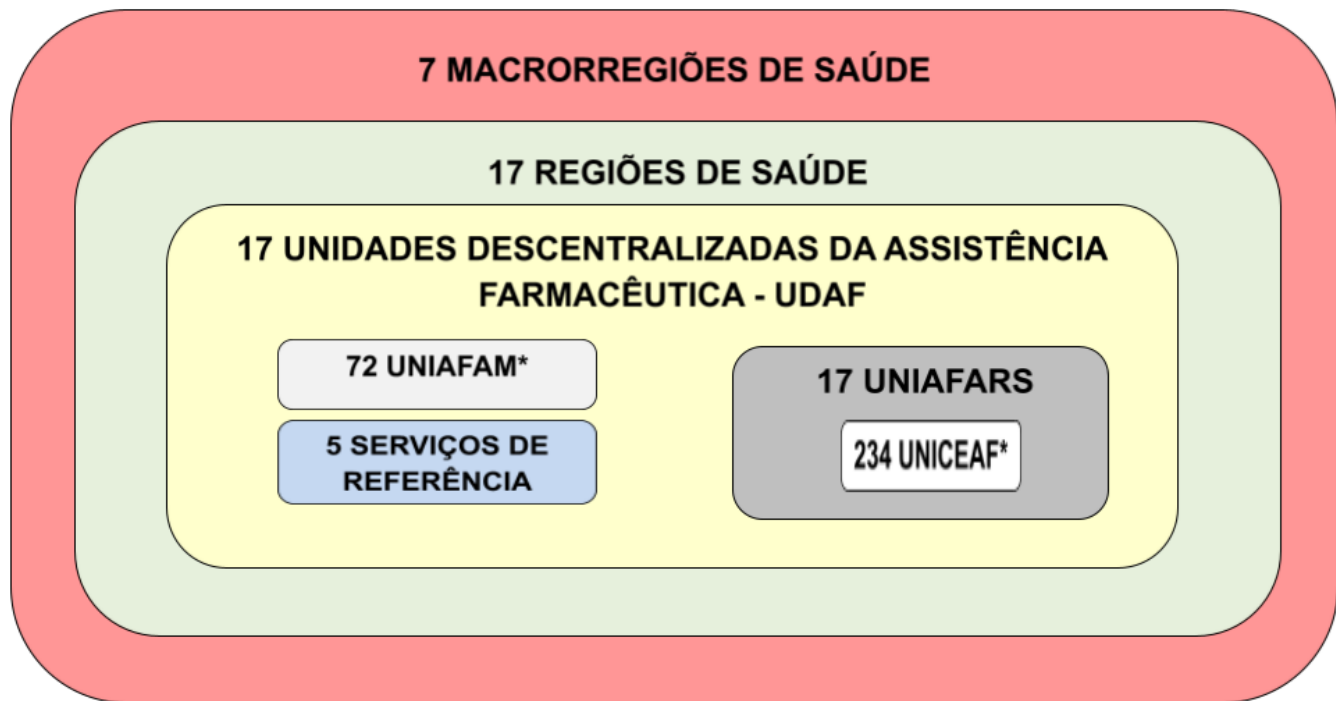 7 MACRORREGIÕES DE SAÚDE
17 REGIÕES DE SAÚDE
17 UNIDADES DESCENTRALIZADAS DA ASSISTÊNCIA
FARMACÊUTICA - UDAF
72 UNIAFAM*
5 SERVIÇOS DE
REFERÊNCIA
17 UNIAFARS
234 UNICEAF*